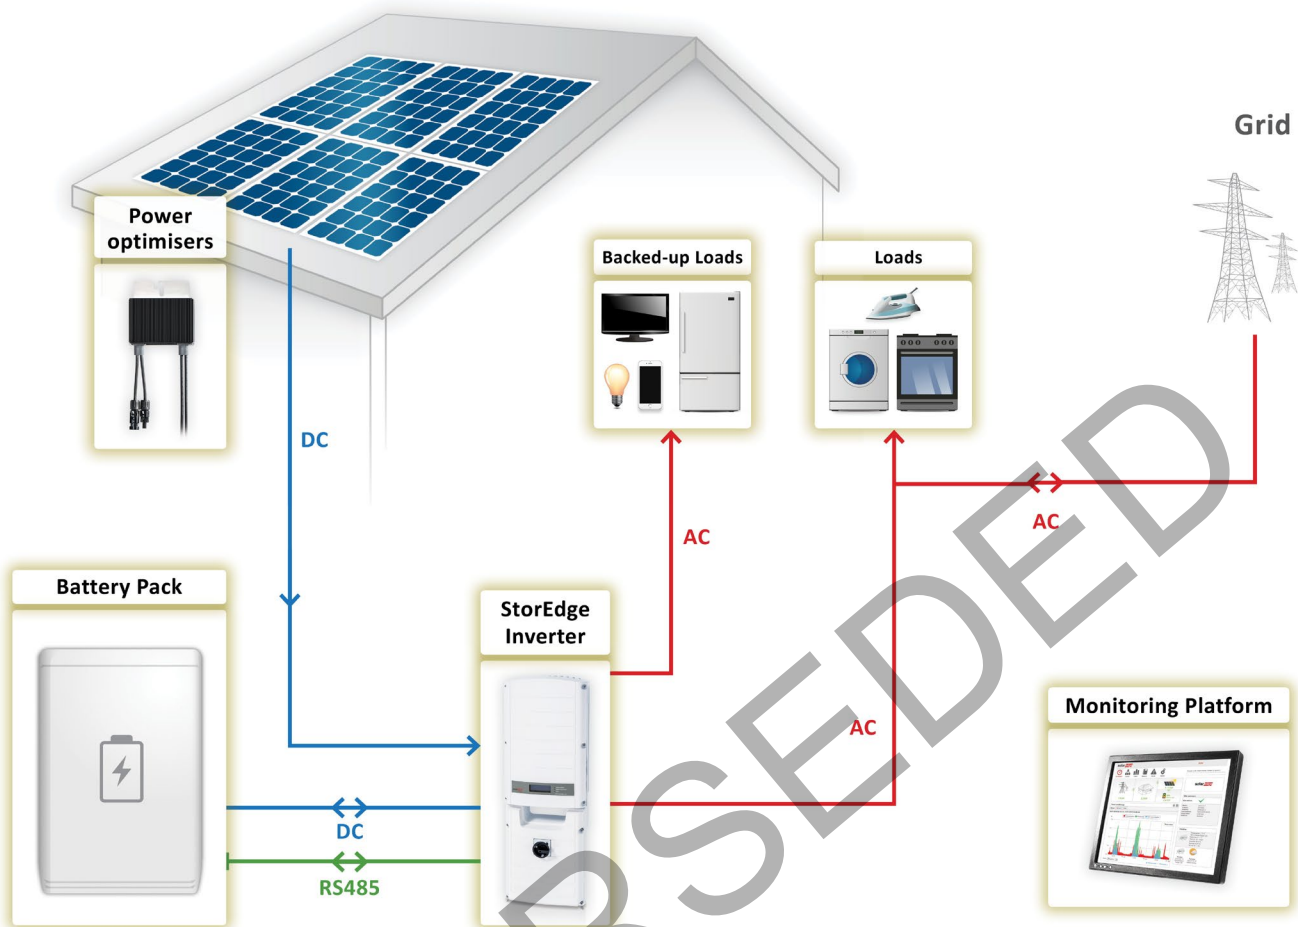 Grid
Power
optimisers
Backed-up Loads
Loads
DC
AC
AC
Battery Pack
StorEdge
Inverter
Monitoring Platform
AC
DC
RS485
RSEDED